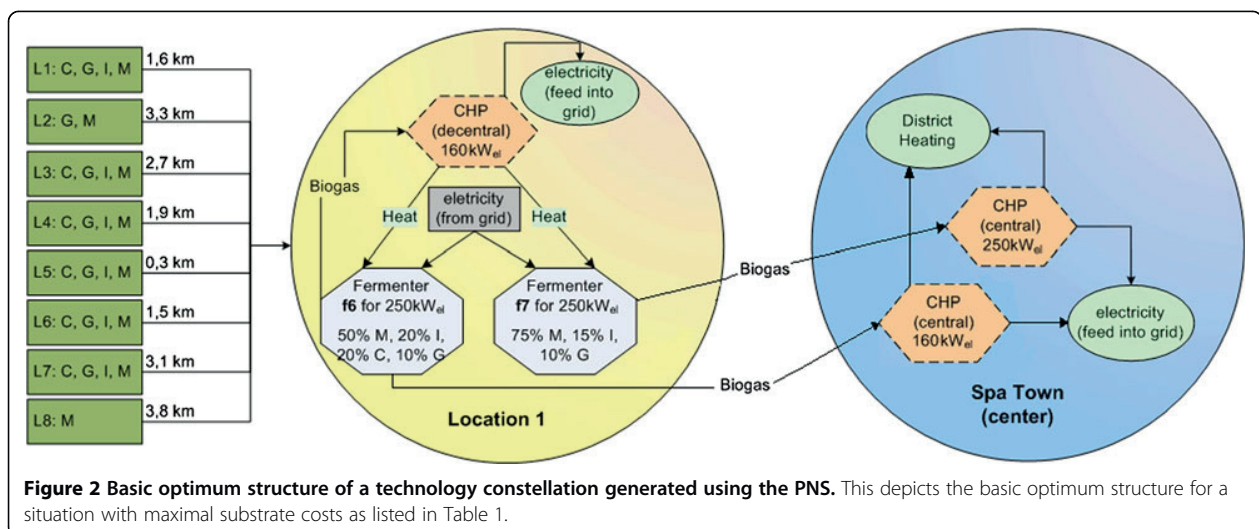 L1: C, G, I, M
1,6 km
L2: G, M
3,3 km
L3: C, G, I, M
2,7 km
L4: C, G, I, M
1,9 km
L5: C, G, I, M
0,3 km
L6: C, G, I, M
1,5 km
L7: C, G, I, M
3,1 km
L8: M
3,8 km
electricity
(feed into
grid)
CHP
(decentral)
160kWel
Biogas
Heat
eletricity
(from grid)
Heat
Fermenter
f6 for 250kWel
50% M, 20% I,
20% C, 10% G
Fermenter
f7 for 250kWel
75% M, 15% I,
10% G
Location 1
Biogas
Biogas
District
Heating
CHP
(central)
250kWel
CHP
(central)
160kWel
electricity
(feed into grid)
Spa Town
(center)
Figure 2 Basic optimum structure of a technology constellation generated using the PNS. This depicts the basic optimum structure for a
situation with maximal substrate costs as listed in Table 1.